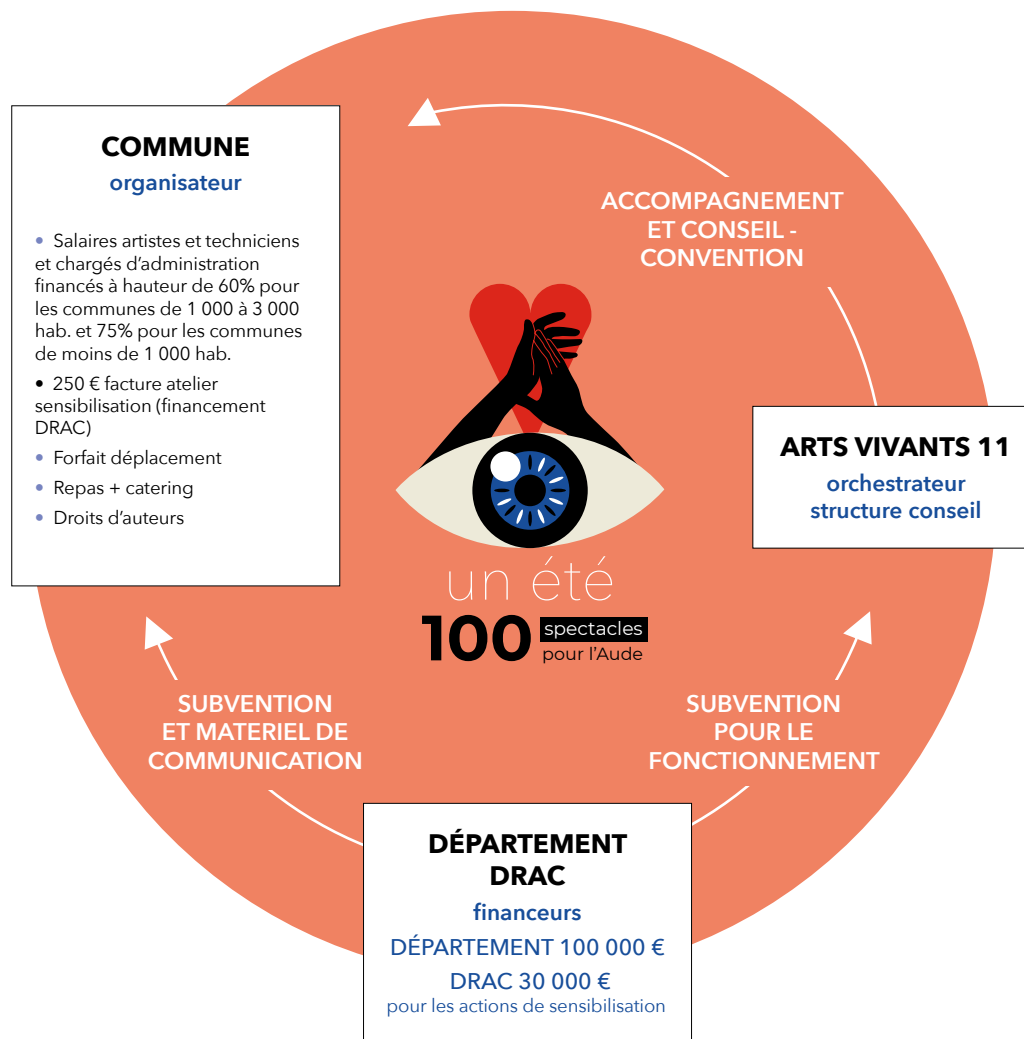 COMMUNE
organisateur
• Salaires artistes et techniciens
et chargés d'administration
financés à hauteur de 60% pour
les communes de 1 000 à 3 000
hab. et 75% pour les communes
de moins de 1 000 hab.
• 250 € facture atelier
sensibilisation (financement
DRAC)
• Forfait déplacement
• Repas + catering
• Droits d'auteurs
ACCOMPAGNEMENT
ET CONSEIL -
CONVENTION
ARTS VIVANTS 11
orchestrateur
structure conseil
un été
100 spectacles
pour l'Aude
SUBVENTION
ET MATERIEL DE
COMMUNICATION
SUBVENTION
POUR LE
FONCTIONNEMENT
DÉPARTEMENT
DRAC
financeurs
DÉPARTEMENT 100 000 €
DRAC 30 000 €
pour les actions de sensibilisation